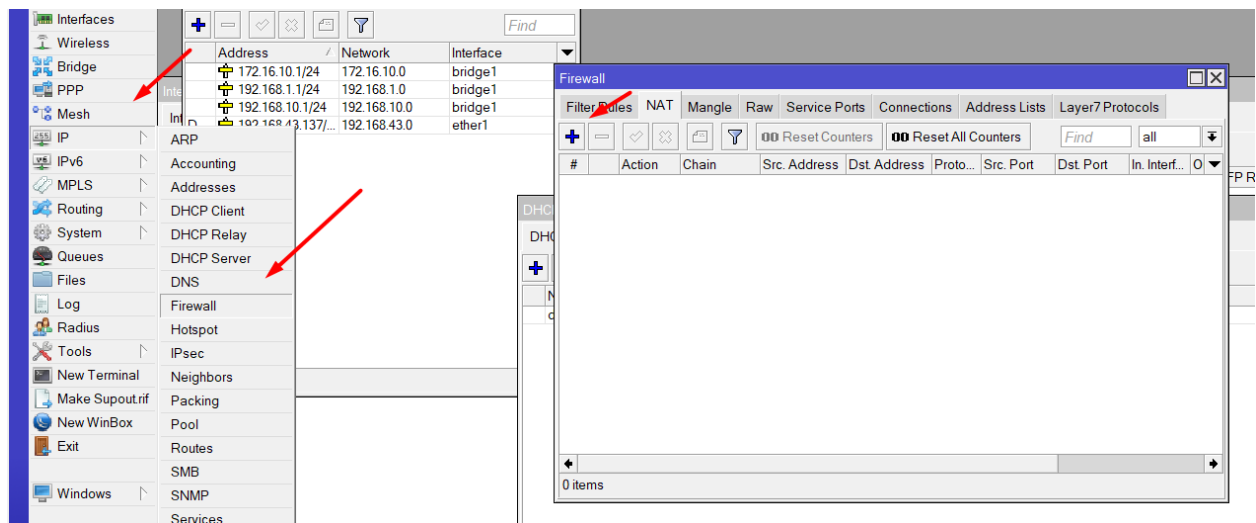 Interfaces
Wireless
Bridge
PPP
Mesh
IP
IPv6
MPLS
Routing
System
Queues
Files
Log
Radius
Tools
New Terminal
Make Supout.rif
New WinBox
Exit
Windows
ARP
Accounting
Addresses
DHCP Client
DHCP Relay
DHCP Server
DNS
Firewall
Hotspot
IPsec
Neighbors
Packing
Pool
Routes
SMB
SNMP
Services
Find
Address Network Interface
172.16.10.1/24 172.16.10.0 bridge1
192.168.1.1/24 192.168.1.0 bridge1
192.168.10.1/24 192.168.10.0 bridge1
D 192.168.43.137/... 192.168.43.0 ether1
Firewall
Filter Rules NAT Mangle Raw Service Ports Connections Address Lists Layer7 Protocols
00 Reset Counters 00 Reset All Counters Find all
# Action Chain Src. Address Dst. Address Proto... Src. Port Dst. Port In. Interf... O
0 items